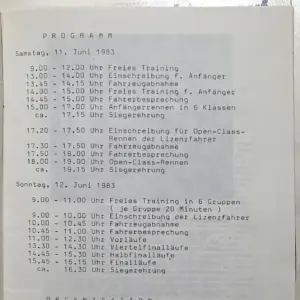 PROGRAMM
Samstag, 11. Juni 1983
9.00 - 12.00 Uhr Freies Training
13.00 - 14.00 Uhr Einschreibung f. Anfänger
13.45 - 14.15 Uhr Fahrzeugabnahme
14.00 - 15.00 Uhr Freies Training f. Anfänger
14.45 - 15.00 Uhr Fahrerbesprechung
15.00 - 17.00 Uhr Anfängerrennen in 6 Klassen
ca. 17.15 Uhr Siegerehrung
17.20 - 17.50 Uhr Einschreibung für Open-Class-
Rennen der Lizenzfahrer
17.30 - 17.50 Uhr Fahrzeugabnahme
17.50 - 18.00 Uhr Fahrerbesprechung
18.00 - 19.00 Uhr Open-Class-Rennen
ca. 19.15 Uhr Siegerehrung
Sonntag, 12. Juni 1983
9.00 - 11.00 Uhr Freies Training in 6 Gruppen
( je Gruppe 20 Minuten )
9.00 - 10.00 Uhr Einschreibung der Lizenzfahrer
10.00 - 10.45 Uhr Fahrzeugabnahme
10.45 - 11.00 Uhr Fahrerbesprechung
11.00 - 12.30 Uhr Vorläufe
13.30 - 14.30 Uhr Viertelfinalläufe
14.45 - 15.30 Uhr Halbfinalläufe
15.45 - 16.15 Uhr Finalläufe
ca. 16.30 Uhr Siegerehrung